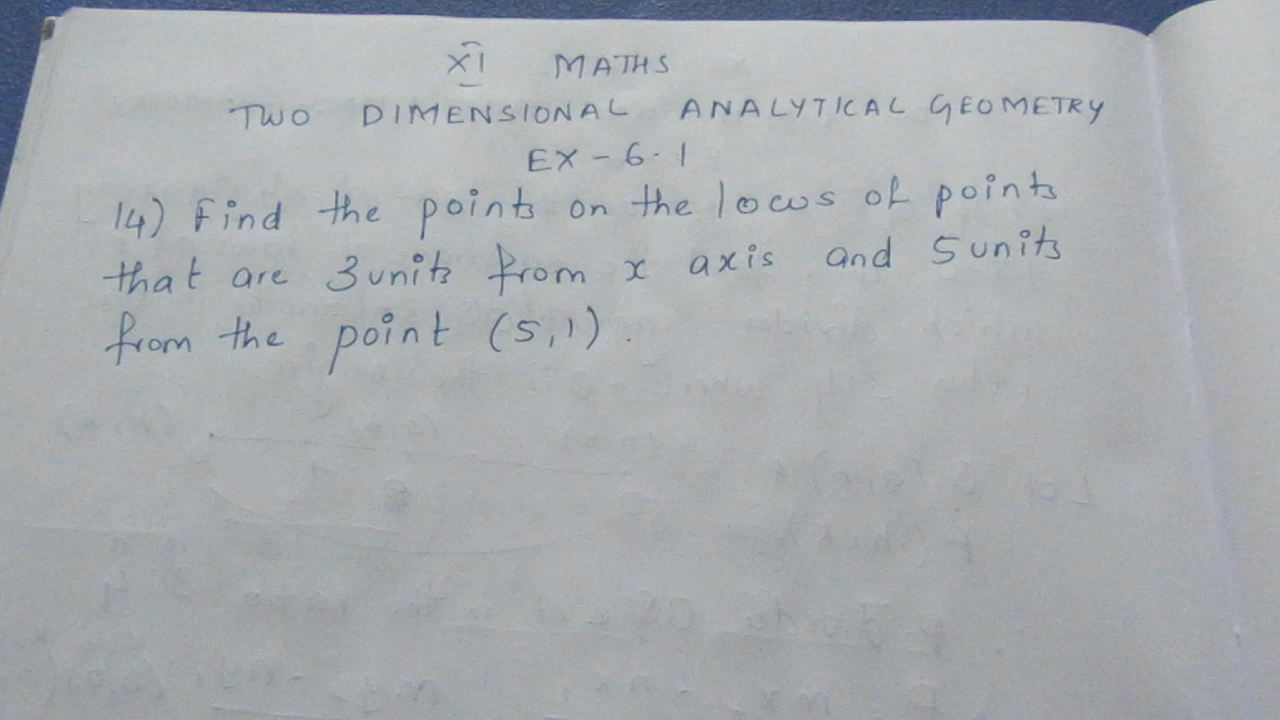 XI MATHS
TWO DIMENSIONAL ANALYTICAL GEOMETRY
EX - 6.1
14) Find the points on the locus of points
that are 3 units from x axis and 5 units
from the point (5,1).